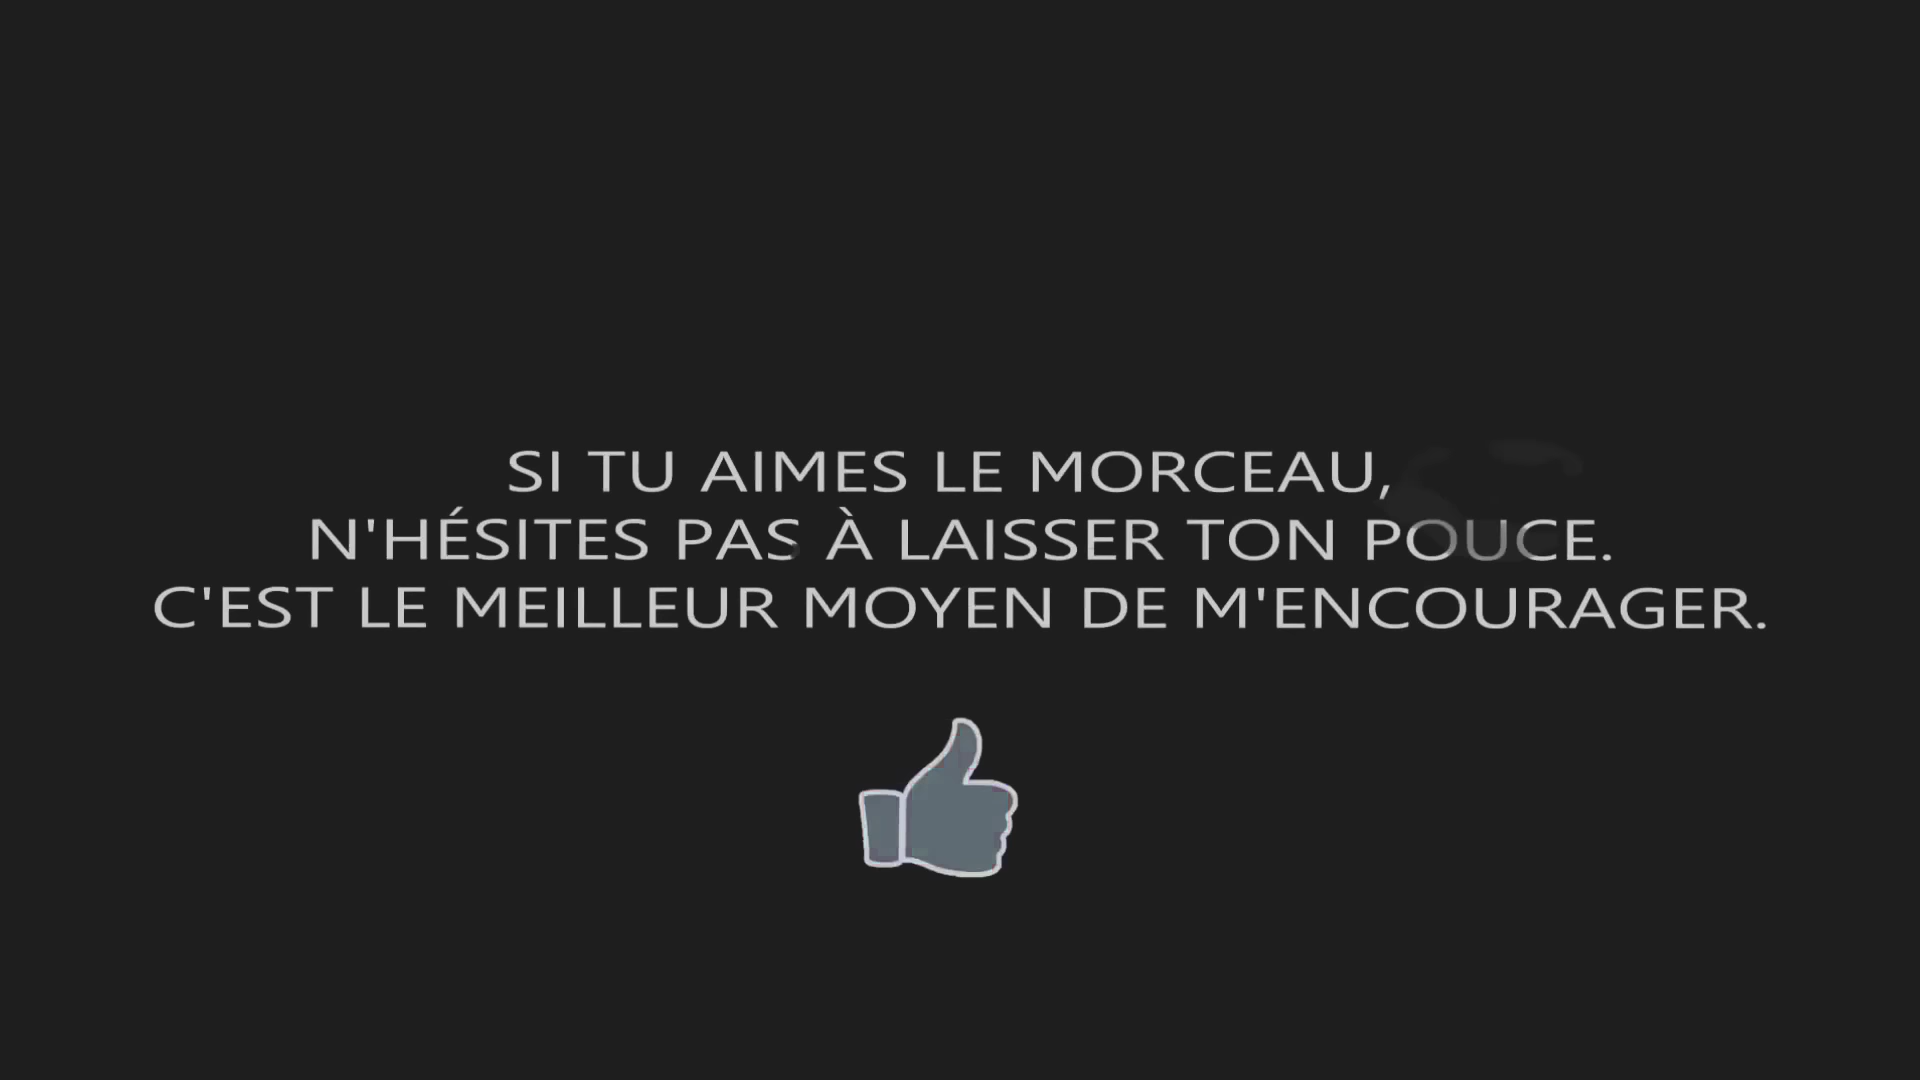 SI TU AIMES LE MORCEAU,
N'HÉSITES PAS À LAISSER TON POUCE.
C'EST LE MEILLEUR MOYEN DE M'ENCOURAGER.